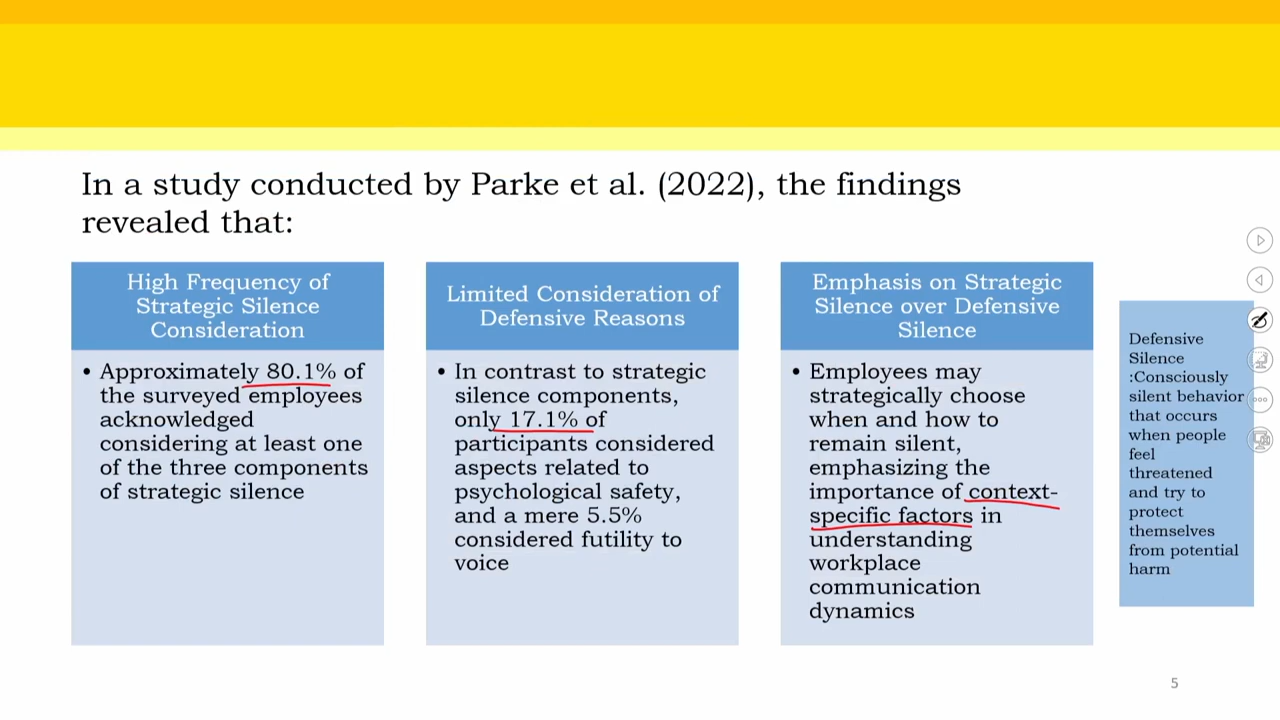 In a study conducted by Parke et al. (2022), the findings
revealed that:
High Frequency of
Strategic Silence
Consideration
• Approximately 80.1% of
the surveyed employees
acknowledged
considering at least one
of the three components
of strategic silence
Limited Consideration of
Defensive Reasons
• In contrast to strategic
silence components,
only 17.1% of
participants considered
aspects related to
psychological safety,
and a mere 5.5%
considered futility to
voice
Emphasis on Strategic
Silence over Defensive
Silence
• Employees may
strategically choose
when and how to
remain silent,
emphasizing the
importance of context-
specific factors in
understanding
workplace
communication
dynamics
Defensive
Silence
:Consciously
silent behavior
that occurs
when people
feel
threatened
and try to
protect
themselves
from potential
harm
5